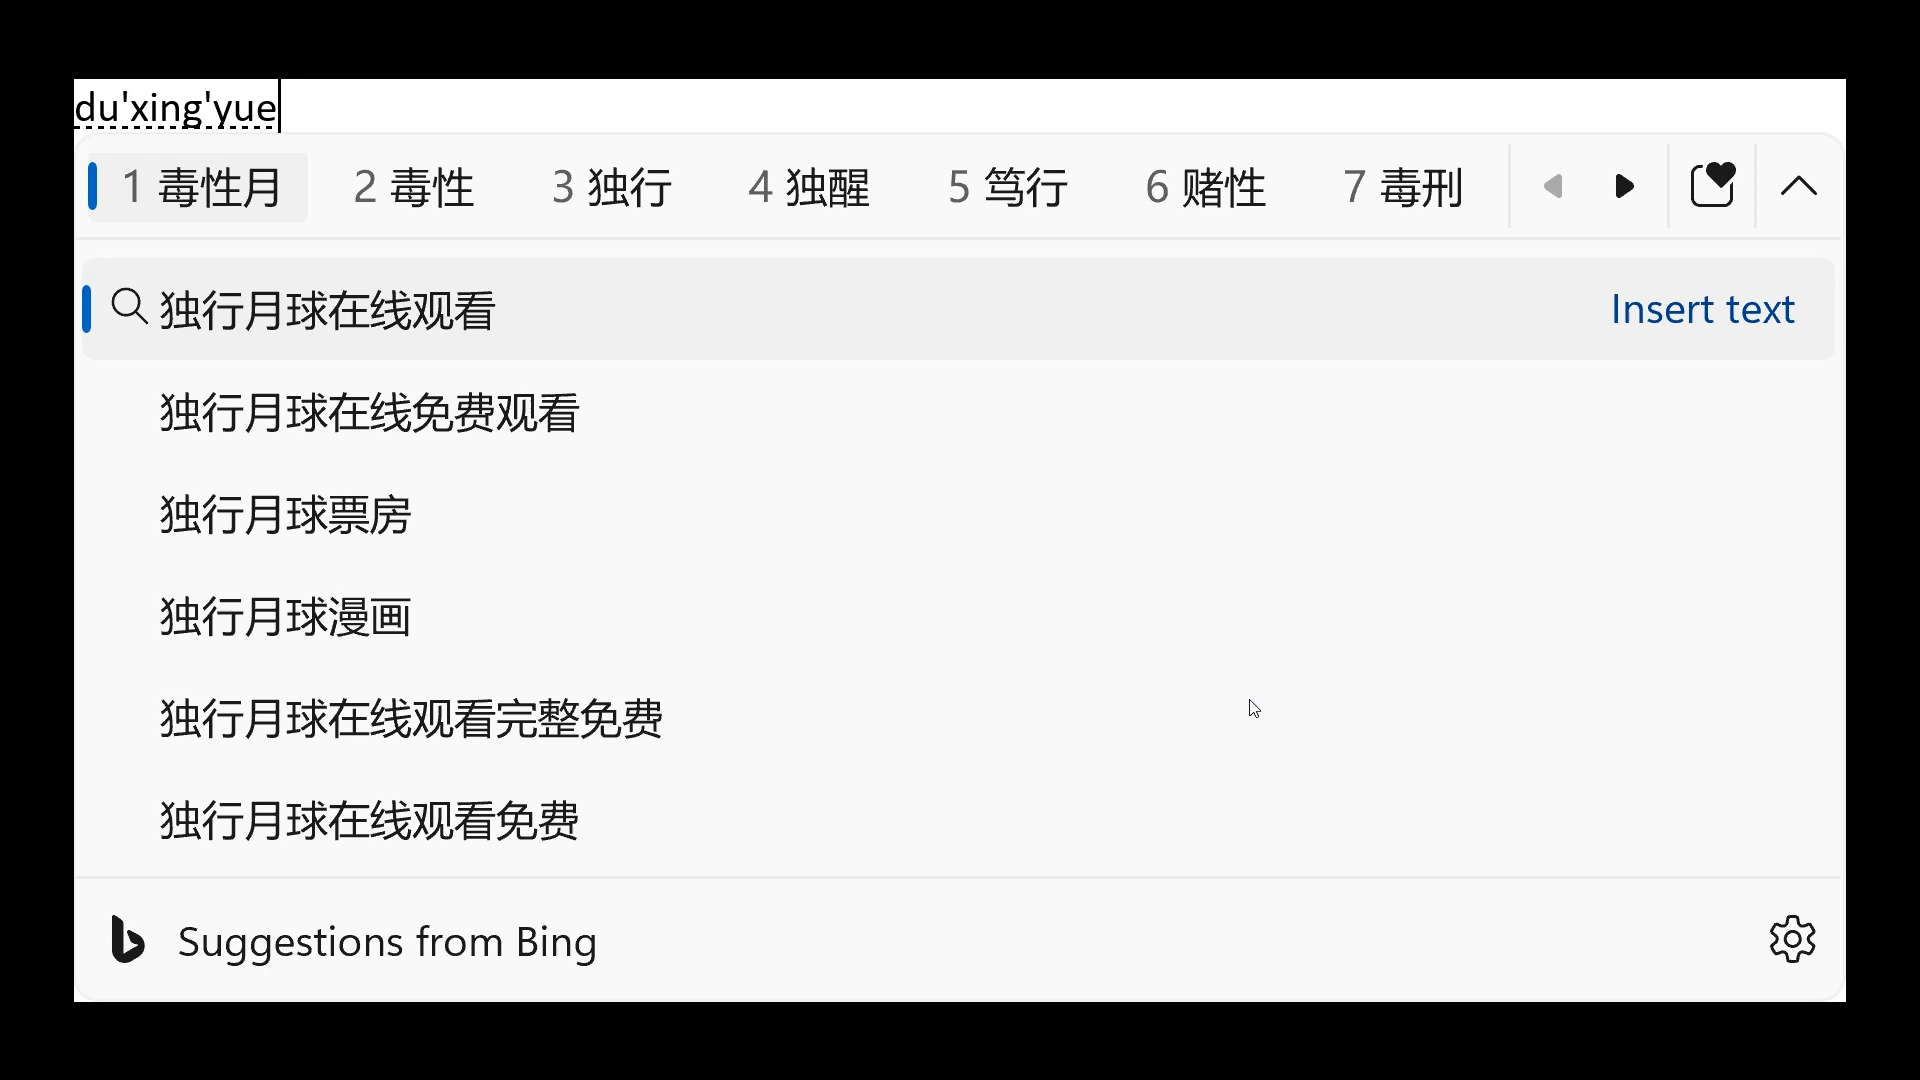 du'xing'yue
1 毒性月 2 毒性 3 独行 4 独醒 5 笃行 6 赌性 7 毒刑
独行月球在线观看 Insert text
独行月球在线免费观看
独行月球票房
独行月球漫画
独行月球在线观看完整免费
独行月球在线观看免费
Suggestions from Bing